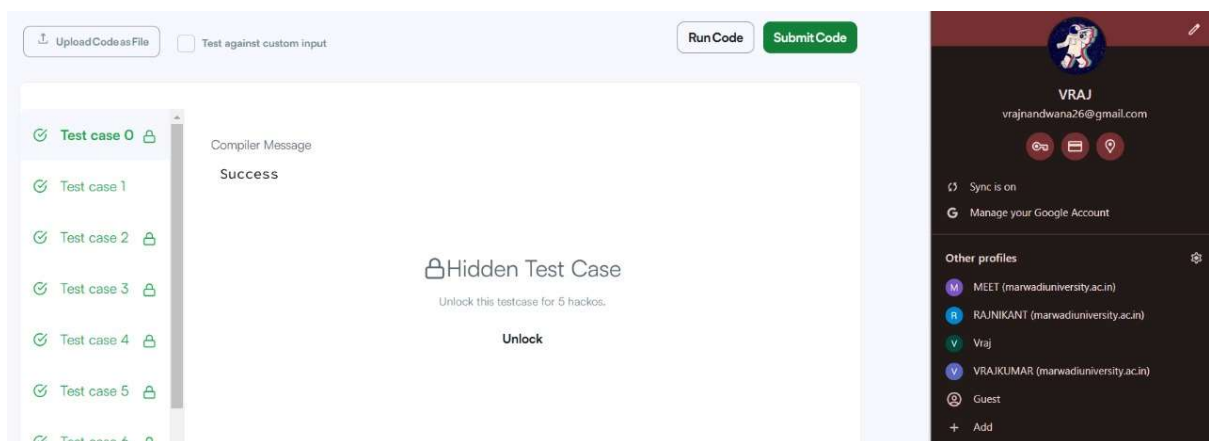 Upload Code as File
Test against custom input
Run Code
Submit Code
Test case 0
Test case 1
Test case 2
Test case 3
Test case 4
Test case 5
Test case 6
Compiler Message
Success
Hidden Test Case
Unlock this testcase for 5 hackos.
Unlock
VRAJ
vrajnandwana26@gmail.com
Sync is on
G Manage your Google Account
Other profiles
M MEET (marwadiuniversity.ac.in)
R RAJNIKANT (marwadiuniversity.ac.in)
V Vraj
V VRAJKUMAR (marwadiuniversity.ac.in)
Guest
+ Add